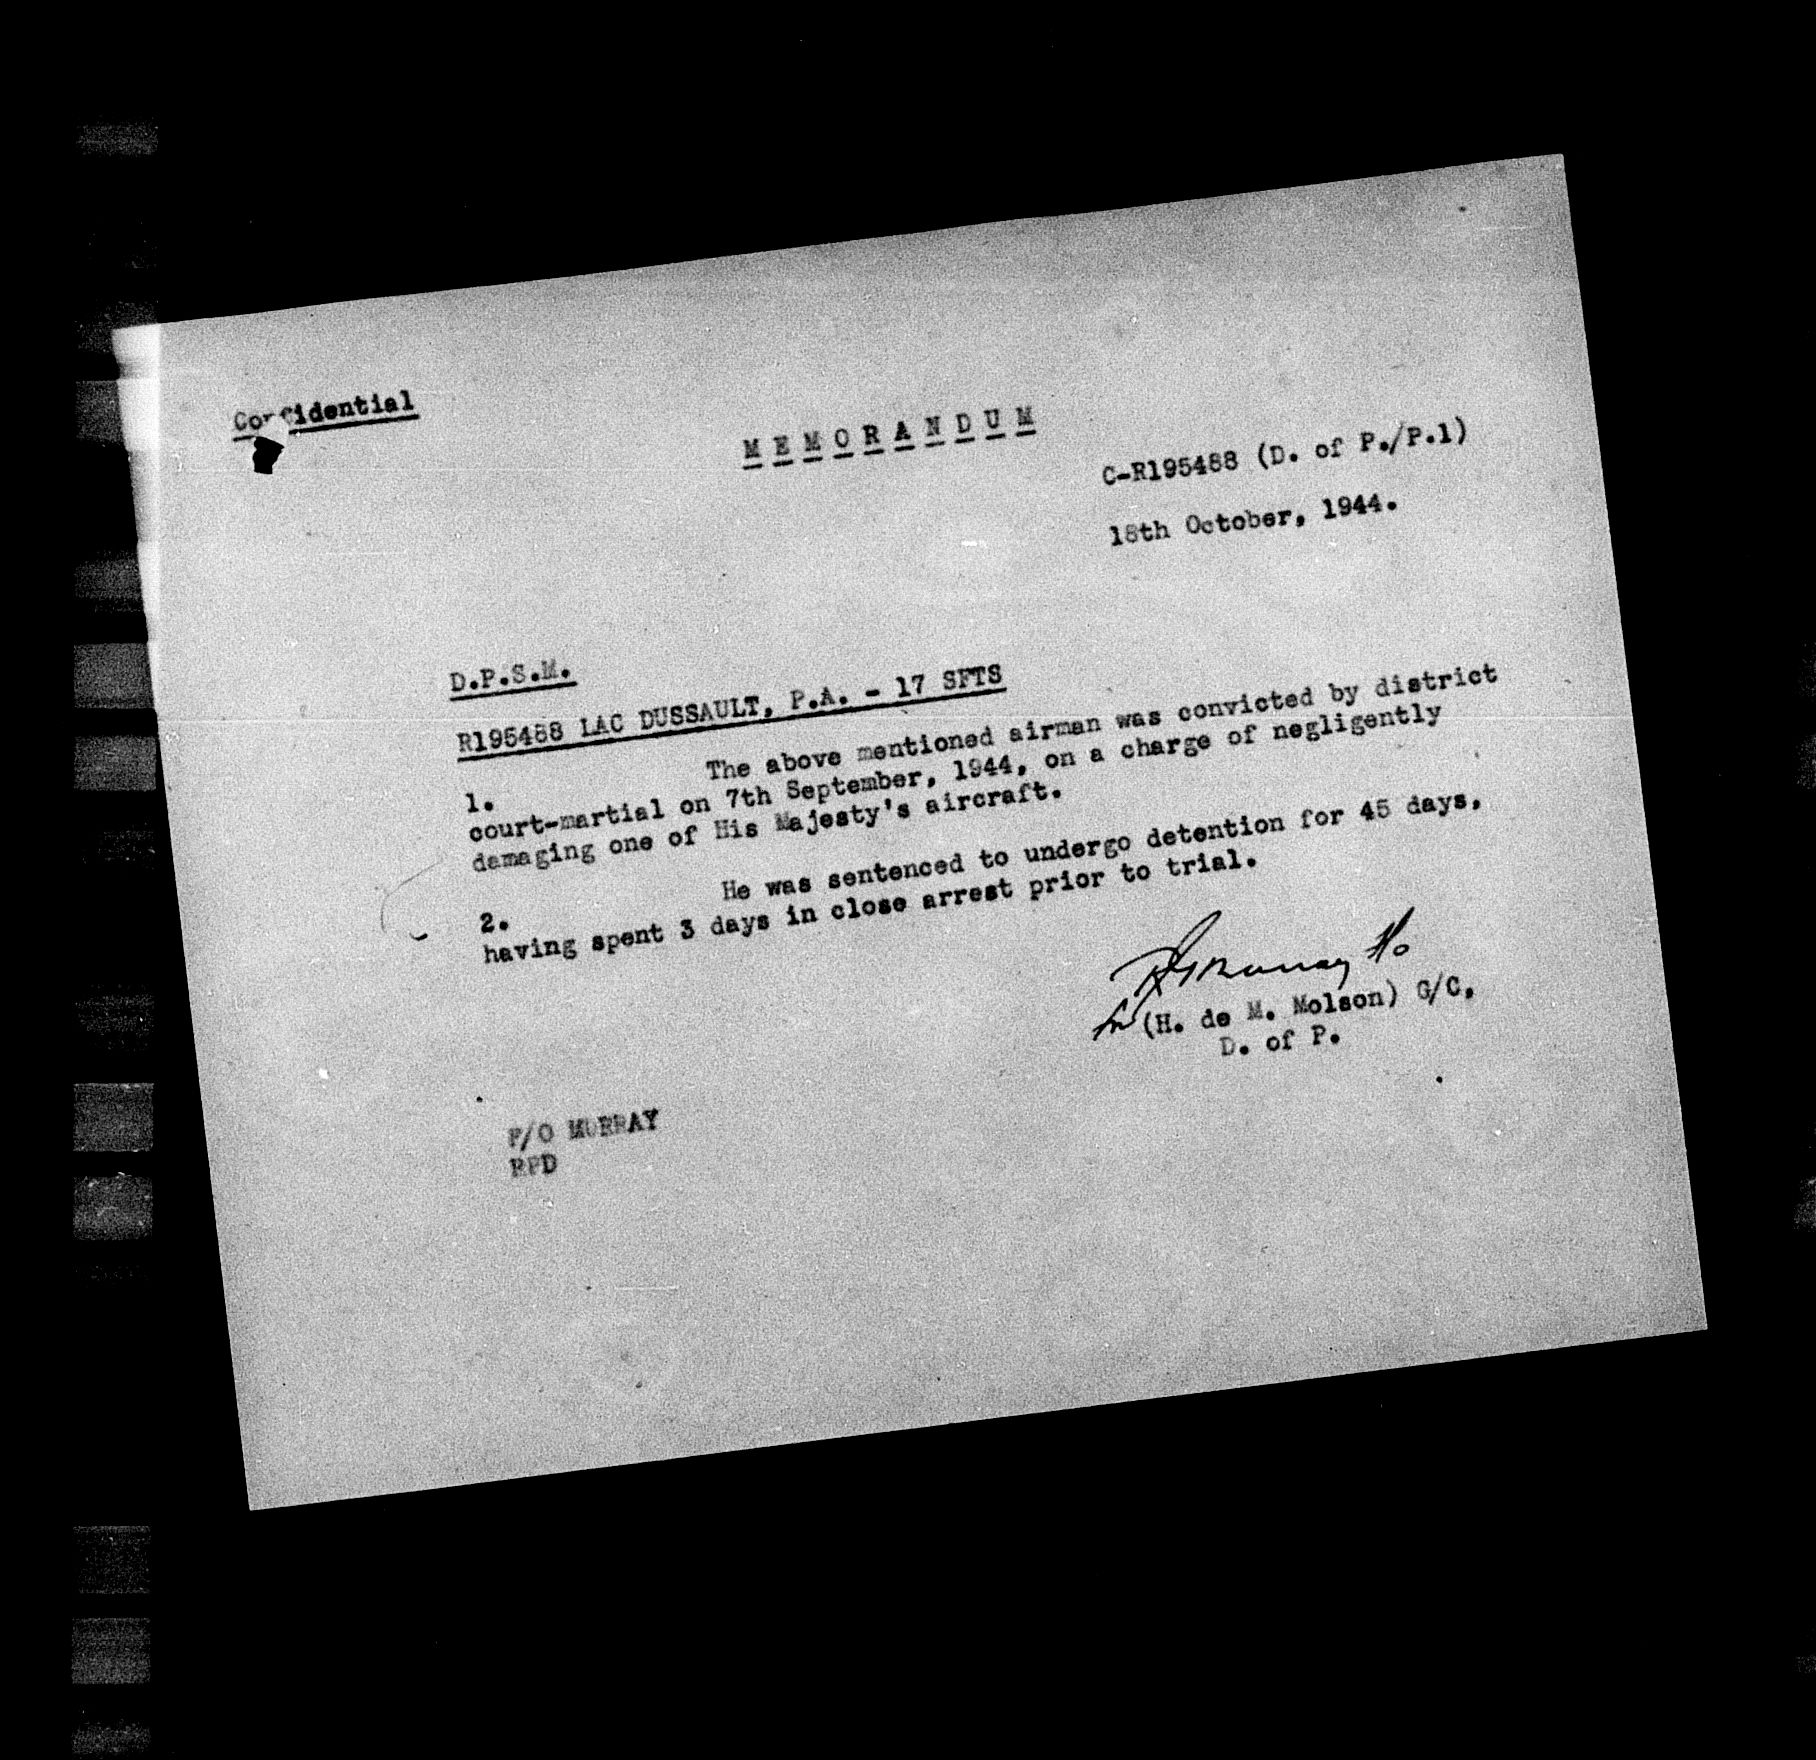 Confidential
M E M O R A N D U M
C-R195488 (D. of P./P.1)
18th October, 1944.
D.P.S.M.
R195488 LAC DUSSAULT, P.A. - 17 SFTS
1. The above mentioned airman was convicted by district
court-martial on 7th September, 1944, on a charge of negligently
damaging one of His Majesty's aircraft.
2. He was sentenced to undergo detention for 45 days,
having spent 3 days in close arrest prior to trial.
Murray F/O
for (H. de M. Molson) G/C,
D. of P.
F/O MURRAY
RPD